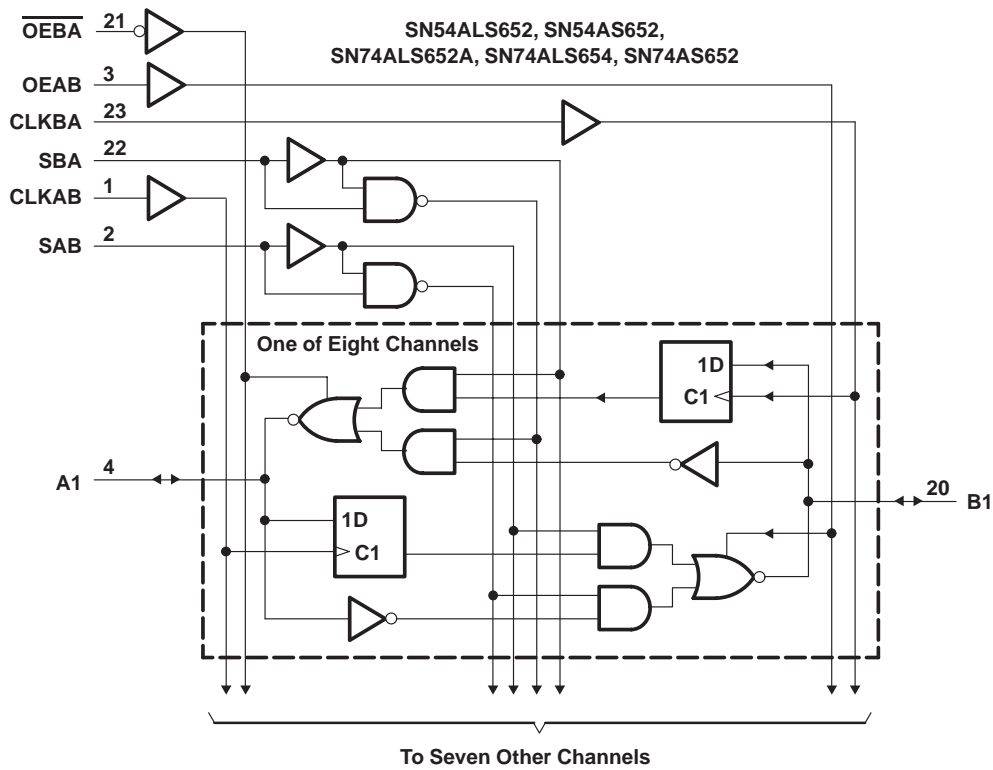 SN54ALS652, SN54AS652,
SN74ALS652A, SN74ALS654, SN74AS652
OEBA 21
OEAB 3
CLKBA 23
SBA 22
CLKAB 1
SAB 2
One of Eight Channels
1D
C1
A1 4
20 B1
1D
C1
To Seven Other Channels